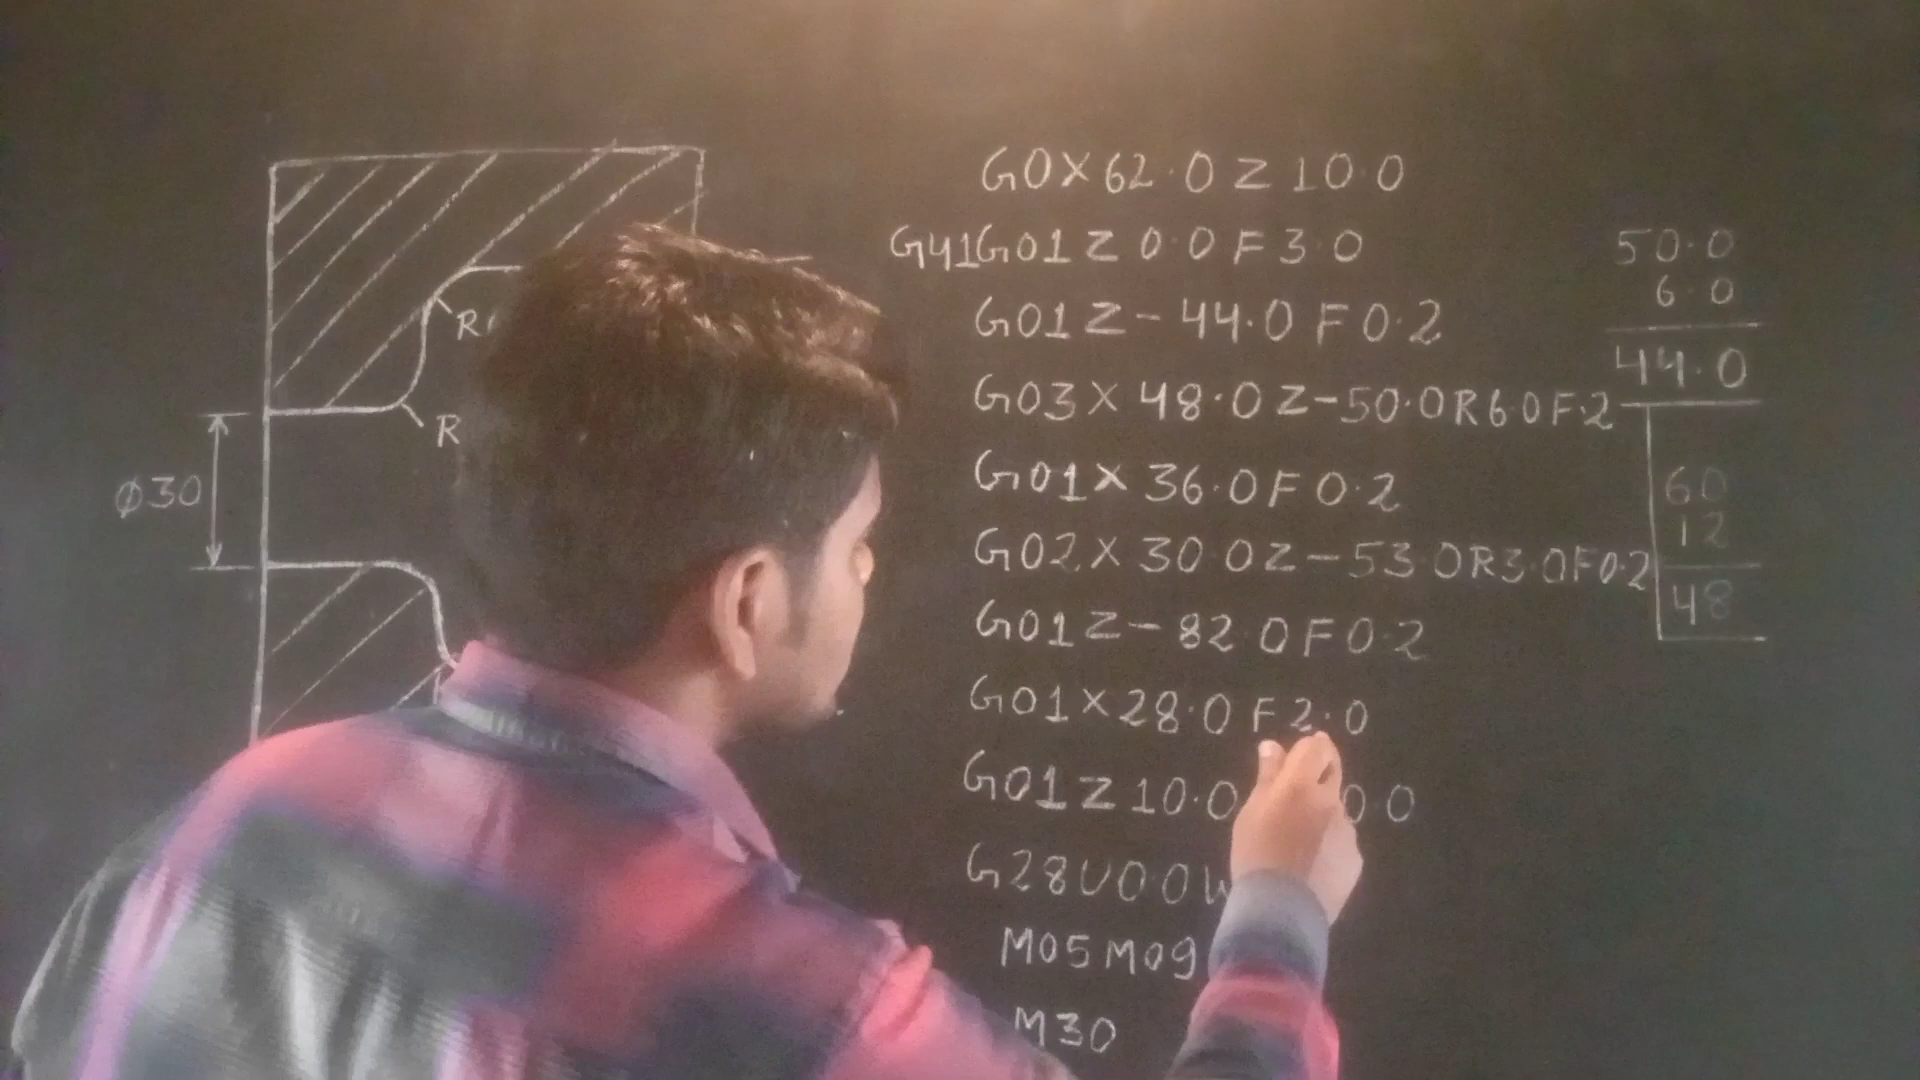 G0X62.0Z10.0
G41G01Z0.0F3.0
G01Z-44.0F0.2
G03X48.0Z-50.0R6.0F.2
G01X36.0F0.2
G02X30.0Z-53.0R3.0F0.2
G01Z-82.0F0.2
G01X28.0F2.0
G01Z10.0
G28U0.0
M05M09
M30
50.0
6.0
44.0
60
12
48
R
R
⌀30